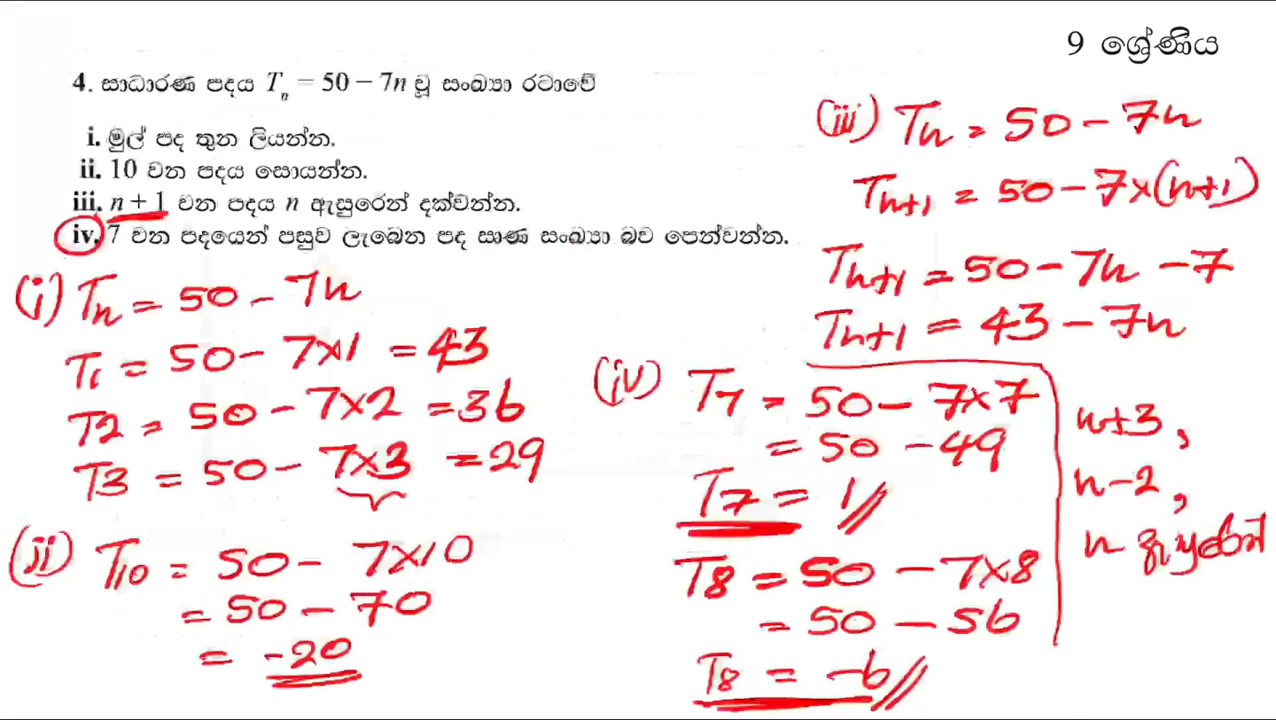 9 ශ්‍රේණිය
4. සාධාරණ පදය Tₙ = 50 − 7n වූ සංඛ්‍යා රටාවේ
i. මුල් පද තුන ලියන්න.
ii. 10 වන පදය සොයන්න.
iii. n + 1 වන පදය n ඇසුරෙන් දක්වන්න.
iv. 7 වන පදයෙන් පසුව ලැබෙන පද සෘණ සංඛ්‍යා බව පෙන්වන්න.
(i) Tn = 50 - 7n
T1 = 50 - 7×1 = 43
T2 = 50 - 7×2 = 36
T3 = 50 - 7×3 = 29
(ii) T10 = 50 - 7×10
= 50 - 70
= -20
(iii) Tn = 50 - 7n
Tn+1 = 50 - 7×(n+1)
Tn+1 = 50 - 7n - 7
Tn+1 = 43 - 7n
(iv) T7 = 50 - 7×7
= 50 - 49
T7 = 1//
T8 = 50 - 7×8
= 50 - 56
T8 = -6//
n+3,
n-2,
n ඇසුරෙන්